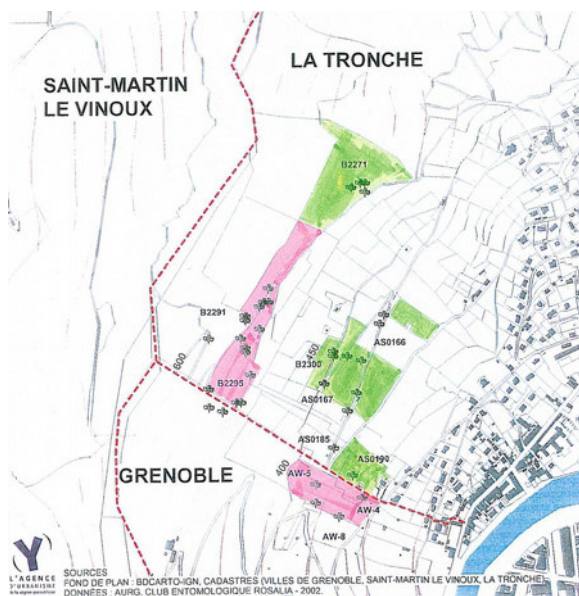 LA TRONCHE
SAINT-MARTIN
LE VINOUX
B2271
B2291
600
B2295
450
B2300
AS0166
AS0167
AS0185
AS0190
400
GRENOBLE
AW-5
AW-4
AW-8
L'AGENCE
D'URBANISME
SOURCES
FOND DE PLAN : BDCARTO-IGN, CADASTRES (VILLES DE GRENOBLE, SAINT-MARTIN LE VINOUX, LA TRONCHE)
DONNÉES : AURG, CLUB ENTOMOLOGIQUE ROSALIA - 2002.